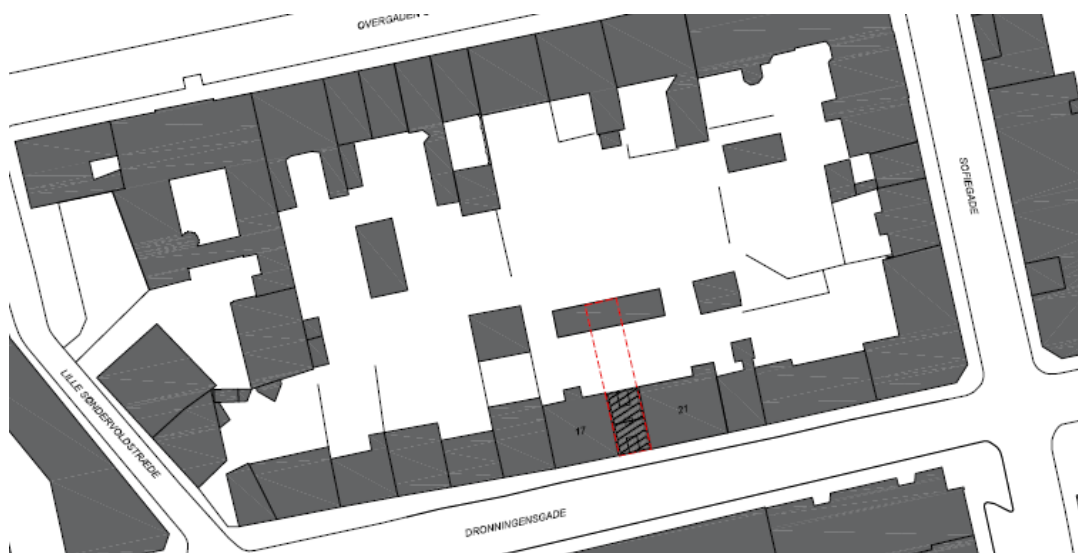 OVERGADEN
SOFIEGADE
LILLE SØNDERVOLDSTRÆDE
17
21
DRONNINGENSGADE